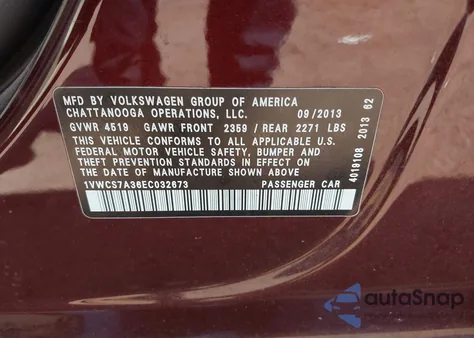 MFD BY VOLKSWAGEN GROUP OF AMERICA
CHATTANOOGA OPERATIONS, LLC. 09/2013
GVWR 4519 GAWR FRONT 2359 / REAR 2271 LBS
THIS VEHICLE CONFORMS TO ALL APPLICABLE U.S.
FEDERAL MOTOR VEHICLE SAFETY, BUMPER AND
THEFT PREVENTION STANDARDS IN EFFECT ON THE
DATE OF MANUFACTURE SHOWN ABOVE.
1VWCS7A36EC032673 PASSENGER CAR
4019108 2013 62
autoSnap